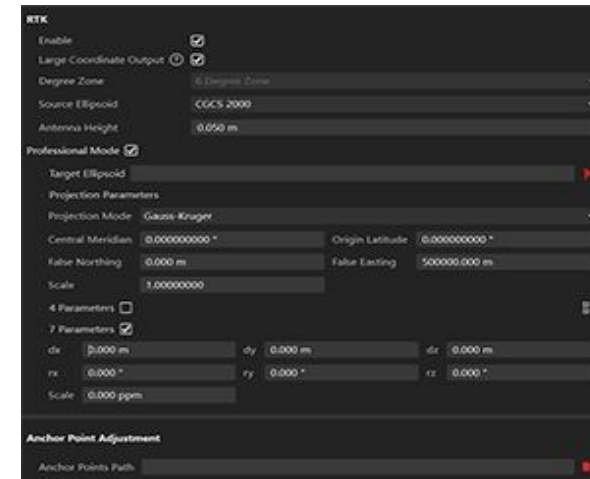 RTK
Enable
Large Coordinate Output ?
Degree Zone 6 Degree Zone
Source Ellipsoid CGCS 2000
Antenna Height 0.050 m
Professional Mode
Target Ellipsoid
Projection Parameters
Projection Mode Gauss-Kruger
Central Meridian 0.000000000 ° Origin Latitude 0.000000000 °
False Northing 0.000 m False Easting 500000.000 m
Scale 1.00000000
4 Parameters
7 Parameters
dx 0.000 m dy 0.000 m dz 0.000 m
rx 0.000 " ry 0.000 " rz 0.000 "
Scale 0.000 ppm
Anchor Point Adjustment
Anchor Points Path